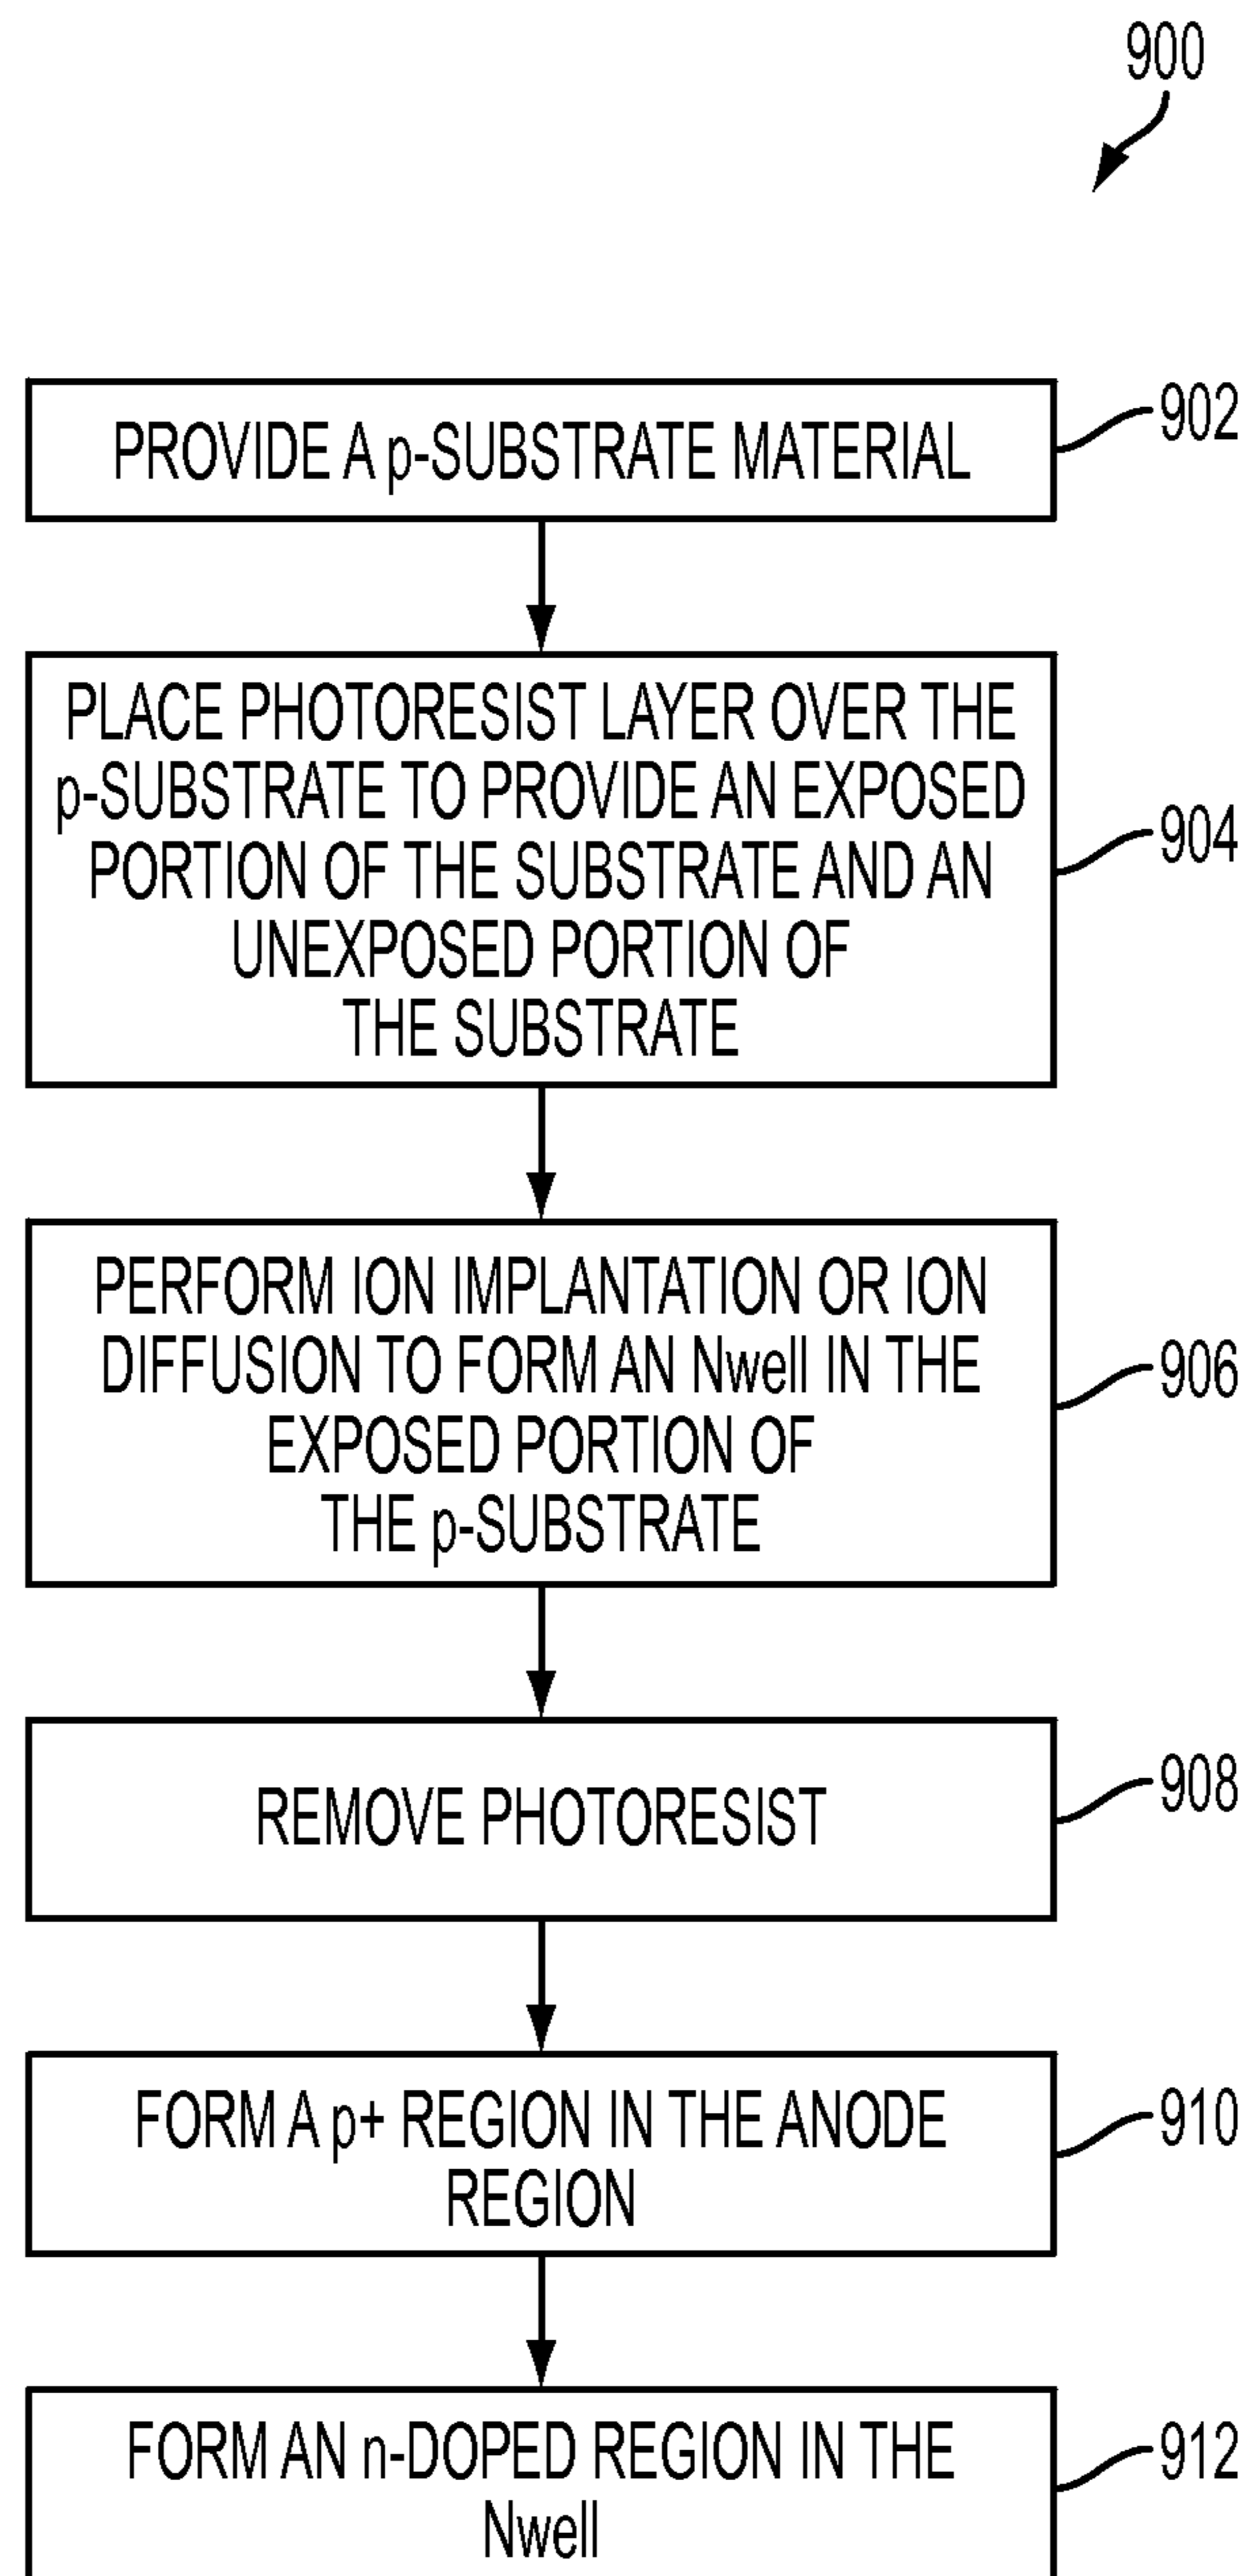 900
PROVIDE A p-SUBSTRATE MATERIAL
902
PLACE PHOTORESIST LAYER OVER THE
p-SUBSTRATE TO PROVIDE AN EXPOSED
PORTION OF THE SUBSTRATE AND AN
UNEXPOSED PORTION OF
THE SUBSTRATE
904
PERFORM ION IMPLANTATION OR ION
DIFFUSION TO FORM AN Nwell IN THE
EXPOSED PORTION OF
THE p-SUBSTRATE
906
REMOVE PHOTORESIST
908
FORM A p+ REGION IN THE ANODE
REGION
910
FORM AN n-DOPED REGION IN THE
Nwell
912